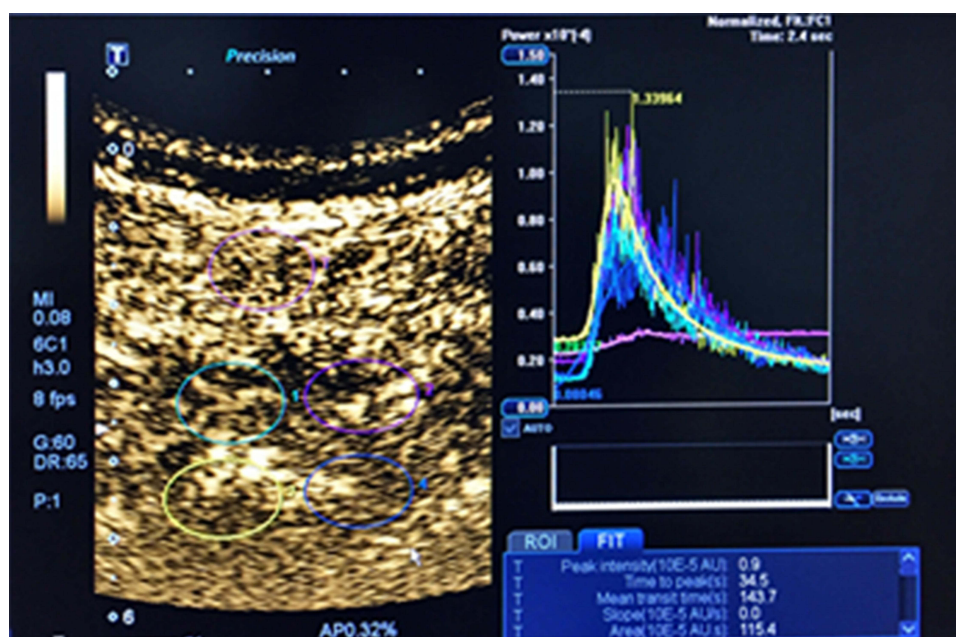 T
Precision
0
MI
0.08
6C1
h3.0
8 fps
G:60
DR:65
P:1
6
AP0.32%
1
2
4
Normalized, Fit:FC1
Time: 2.4 sec
Power x10^(-4)
1.50
1.40
1.33964
1.20
1.00
0.80
0.60
0.40
0.20
0.00
[sec]
AUTO
ROI FIT
T Peak intensity(10E-5 AU): 0.9
T Time to peak(s): 34.5
T Mean transit time(s): 143.7
T Slope(10E-5 AU/s): 0.0
T Area(10E-5 AU.s): 115.4